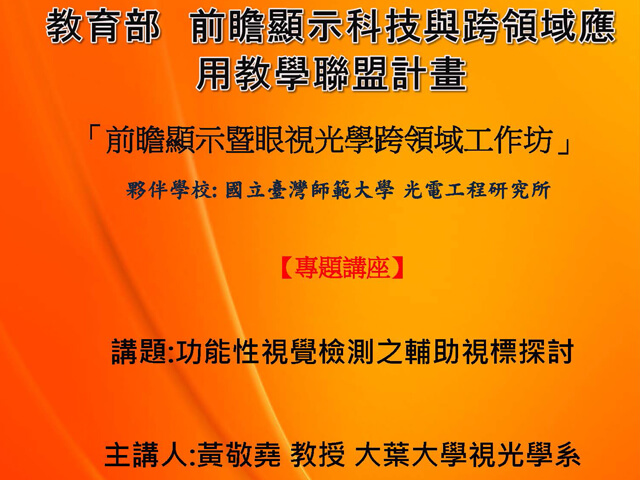 教育部 前瞻顯示科技與跨領域應
用教學聯盟計畫
「前瞻顯示暨眼視光學跨領域工作坊」
夥伴學校: 國立臺灣師範大學 光電工程研究所
【專題講座】
講題:功能性視覺檢測之輔助視標探討
主講人:黃敬堯 教授 大葉大學視光學系